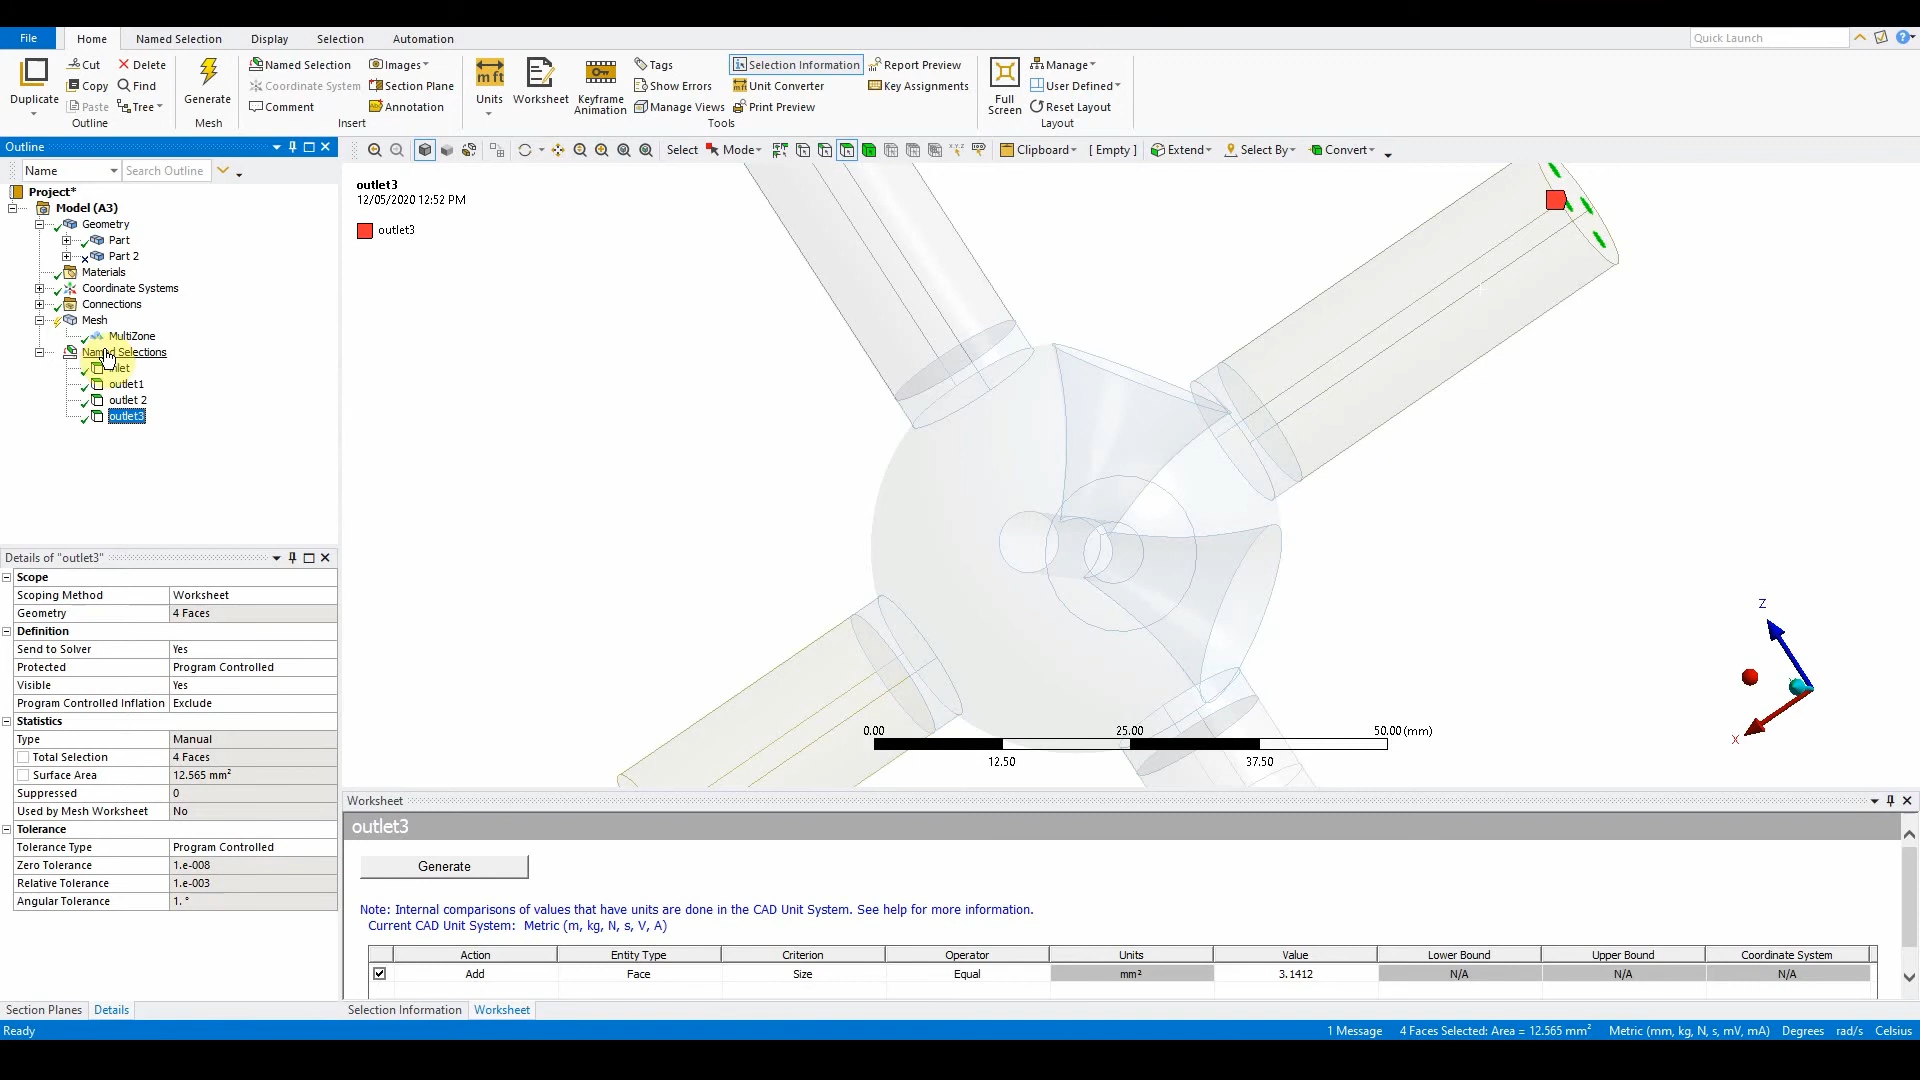 File Home Named Selection Display Selection Automation Quick Launch
Duplicate Cut Copy Paste Delete Find Tree Outline
Generate Mesh
Named Selection Coordinate System Comment Images Section Plane Annotation Insert
Units Worksheet Keyframe Animation Tags Show Errors Manage Views Selection Information Unit Converter Print Preview Report Preview Key Assignments Tools
Full Screen Manage User Defined Reset Layout Layout
Outline
Name Search Outline
Select Mode Clipboard [ Empty ] Extend Select By Convert
Project*
Model (A3)
Geometry
Part
Part 2
Materials
Coordinate Systems
Connections
Mesh
MultiZone
Named Selections
inlet
outlet1
outlet 2
outlet3
outlet3
12/05/2020 12:52 PM
outlet3
Z
X
0.00 25.00 50.00 (mm)
12.50 37.50
Details of "outlet3"
Scope
Scoping Method Worksheet
Geometry 4 Faces
Definition
Send to Solver Yes
Protected Program Controlled
Visible Yes
Program Controlled Inflation Exclude
Statistics
Type Manual
Total Selection 4 Faces
Surface Area 12.565 mm²
Suppressed 0
Used by Mesh Worksheet No
Tolerance
Tolerance Type Program Controlled
Zero Tolerance 1.e-008
Relative Tolerance 1.e-003
Angular Tolerance 1. °
Section Planes Details
Worksheet
outlet3
Generate
Note: Internal comparisons of values that have units are done in the CAD Unit System. See help for more information.
Current CAD Unit System: Metric (m, kg, N, s, V, A)
Action Entity Type Criterion Operator Units Value Lower Bound Upper Bound Coordinate System
Add Face Size Equal mm² 3.1412 N/A N/A N/A
Selection Information Worksheet
Ready 1 Message 4 Faces Selected: Area = 12.565 mm² Metric (mm, kg, N, s, mV, mA) Degrees rad/s Celsius